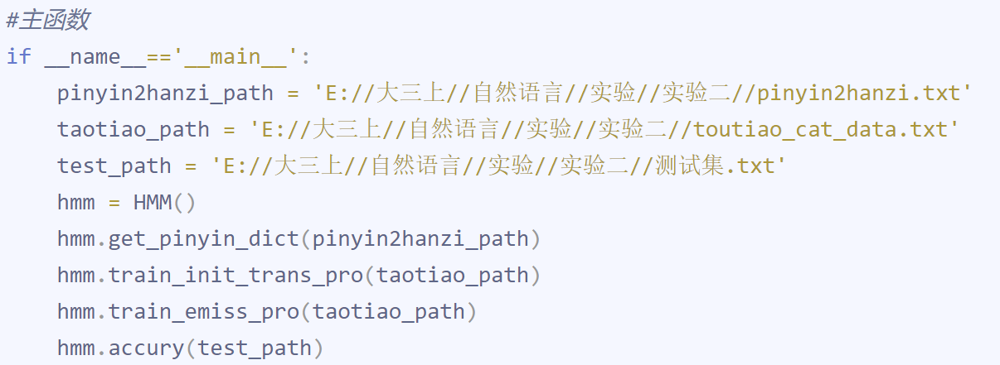 #主函数
if __name__=='__main__':
    pinyin2hanzi_path = 'E://大三上//自然语言//实验//实验二//pinyin2hanzi.txt'
    taotiao_path = 'E://大三上//自然语言//实验//实验二//toutiao_cat_data.txt'
    test_path = 'E://大三上//自然语言//实验//实验二//测试集.txt'
    hmm = HMM()
    hmm.get_pinyin_dict(pinyin2hanzi_path)
    hmm.train_init_trans_pro(taotiao_path)
    hmm.train_emiss_pro(taotiao_path)
    hmm.accury(test_path)